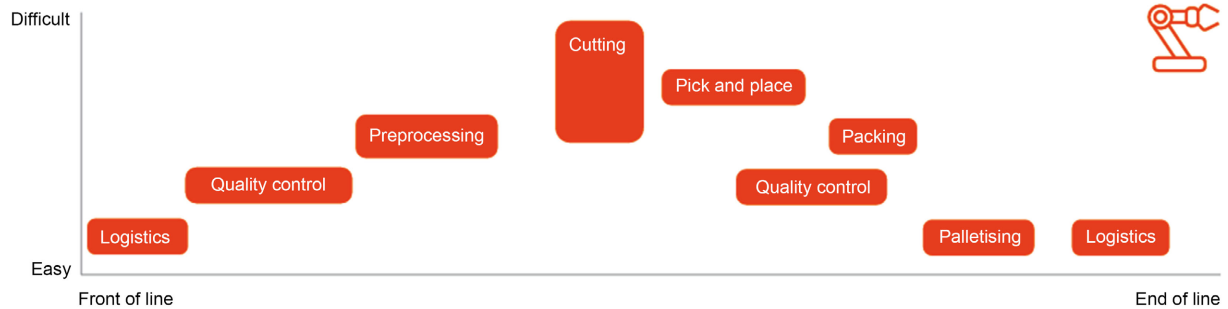 Difficult
Cutting
Pick and place
Preprocessing
Packing
Quality control
Quality control
Logistics
Palletising
Logistics
Easy
Front of line
End of line